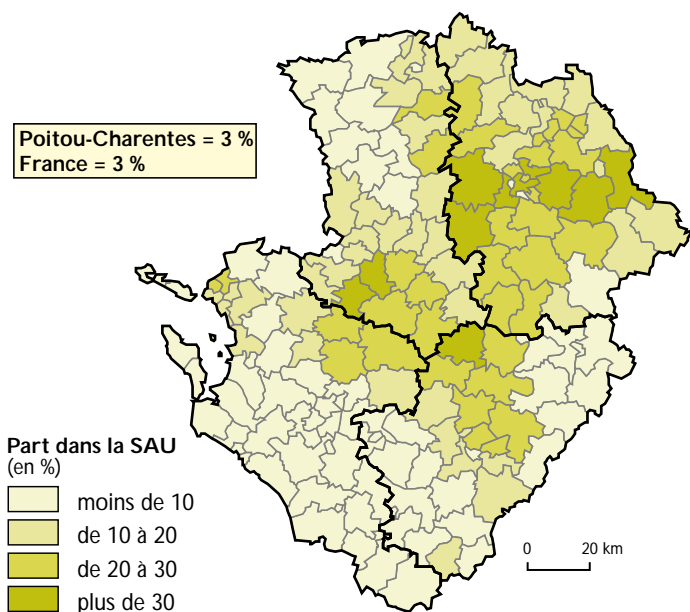 Poitou-Charentes = 3 %
France = 3 %
Part dans la SAU
(en %)
moins de 10
de 10 à 20
de 20 à 30
plus de 30
0 20 km